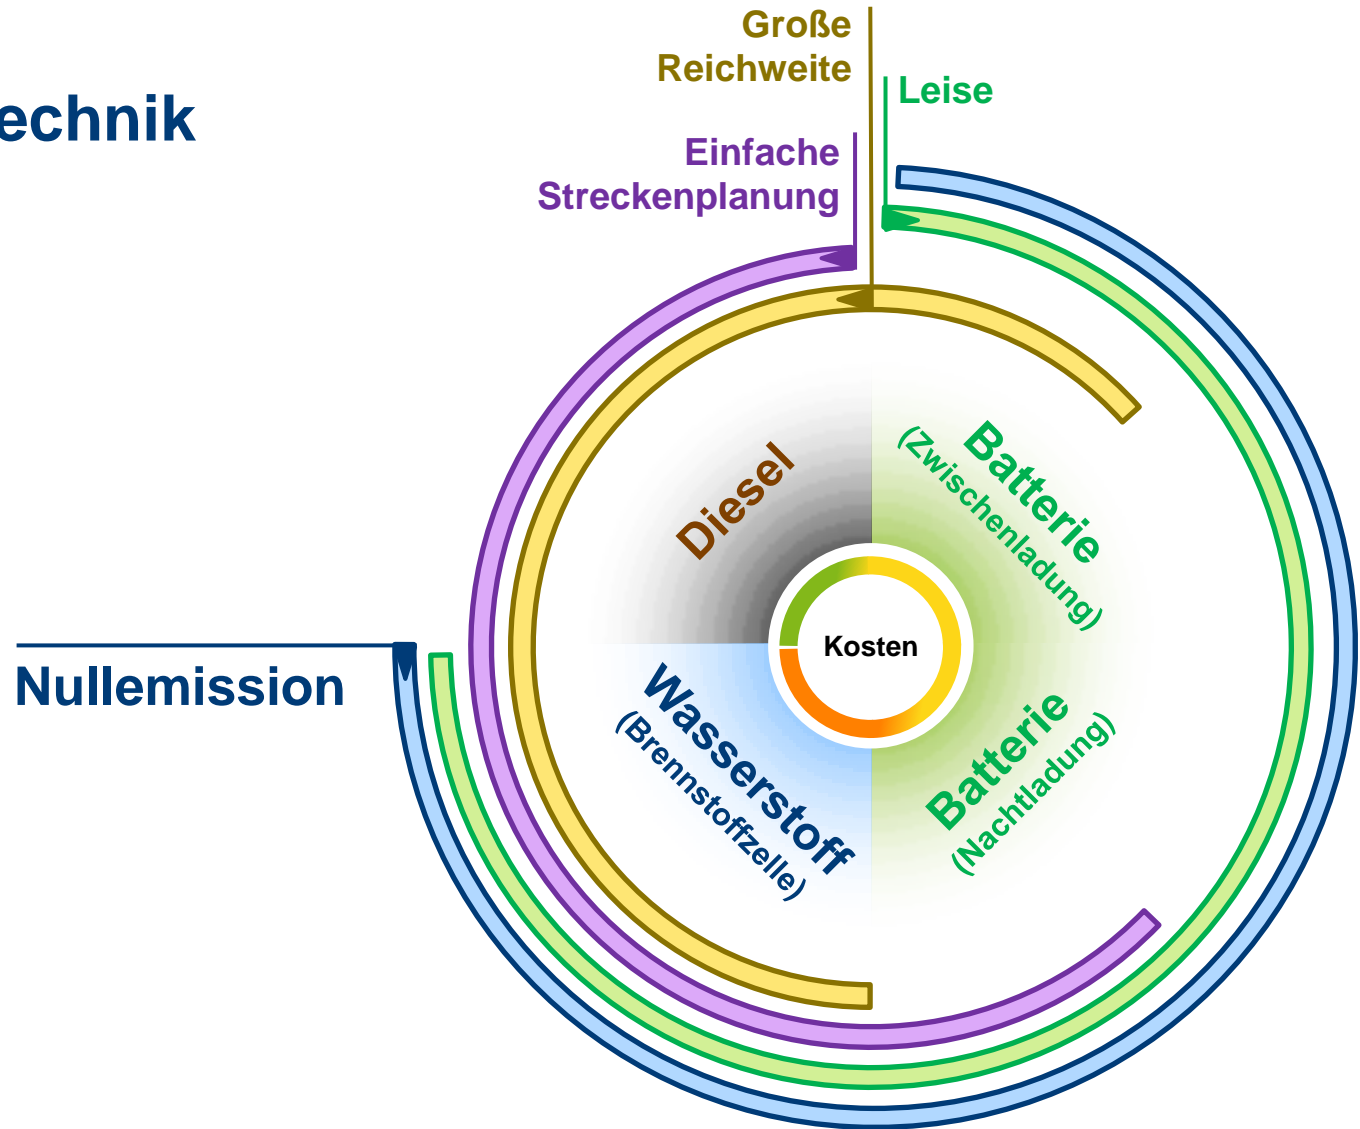 echnik
Große
Reichweite
Leise
Einfache
Streckenplanung
Diesel
Batterie
(Zwischenladung)
Kosten
Nullemission
Wasserstoff
(Brennstoffzelle)
Batterie
(Nachtladung)